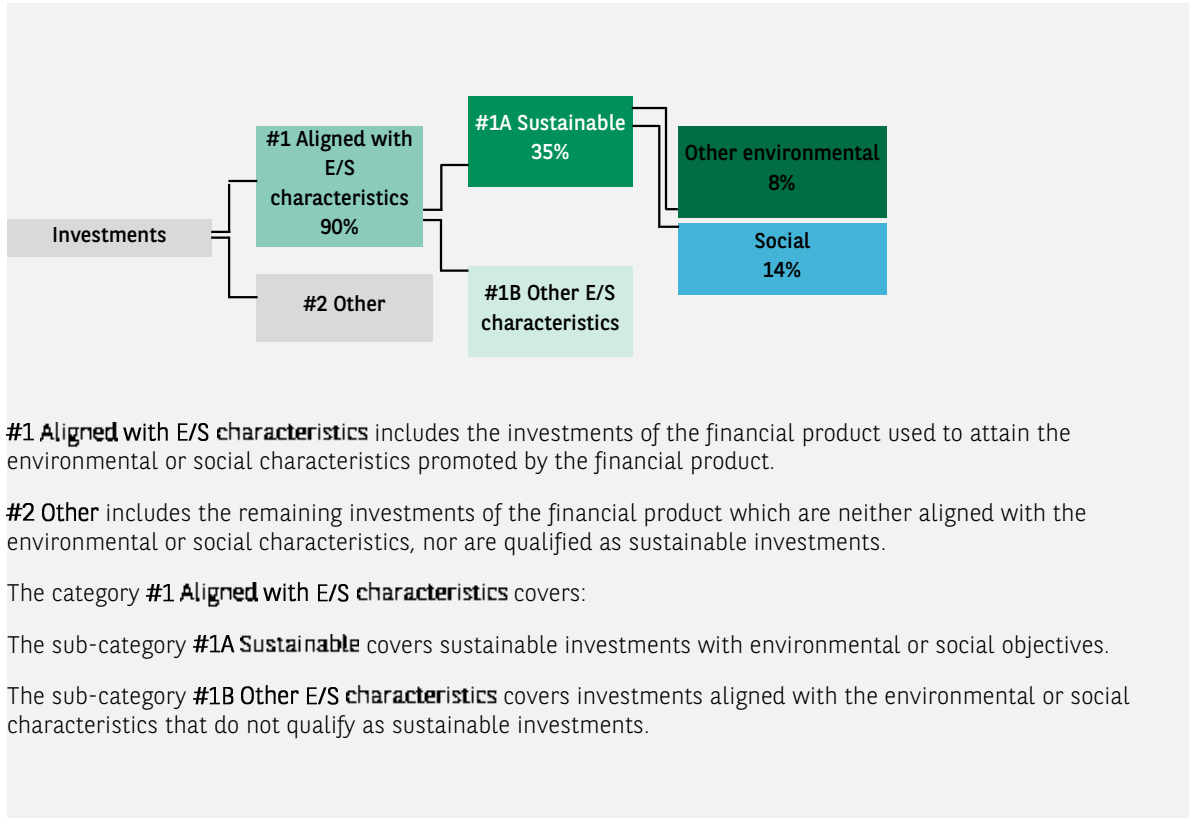 #1A Sustainable
35%
#1 Aligned with
E/S
characteristics
90%
Other environmental
8%
Investments
Social
14%
#2 Other
#1B Other E/S
characteristics
#1 Aligned with E/S characteristics includes the investments of the financial product used to attain the
environmental or social characteristics promoted by the financial product.
#2 Other includes the remaining investments of the financial product which are neither aligned with the
environmental or social characteristics, nor are qualified as sustainable investments.
The category #1 Aligned with E/S characteristics covers:
The sub-category #1A Sustainable covers sustainable investments with environmental or social objectives.
The sub-category #1B Other E/S characteristics covers investments aligned with the environmental or social
characteristics that do not qualify as sustainable investments.